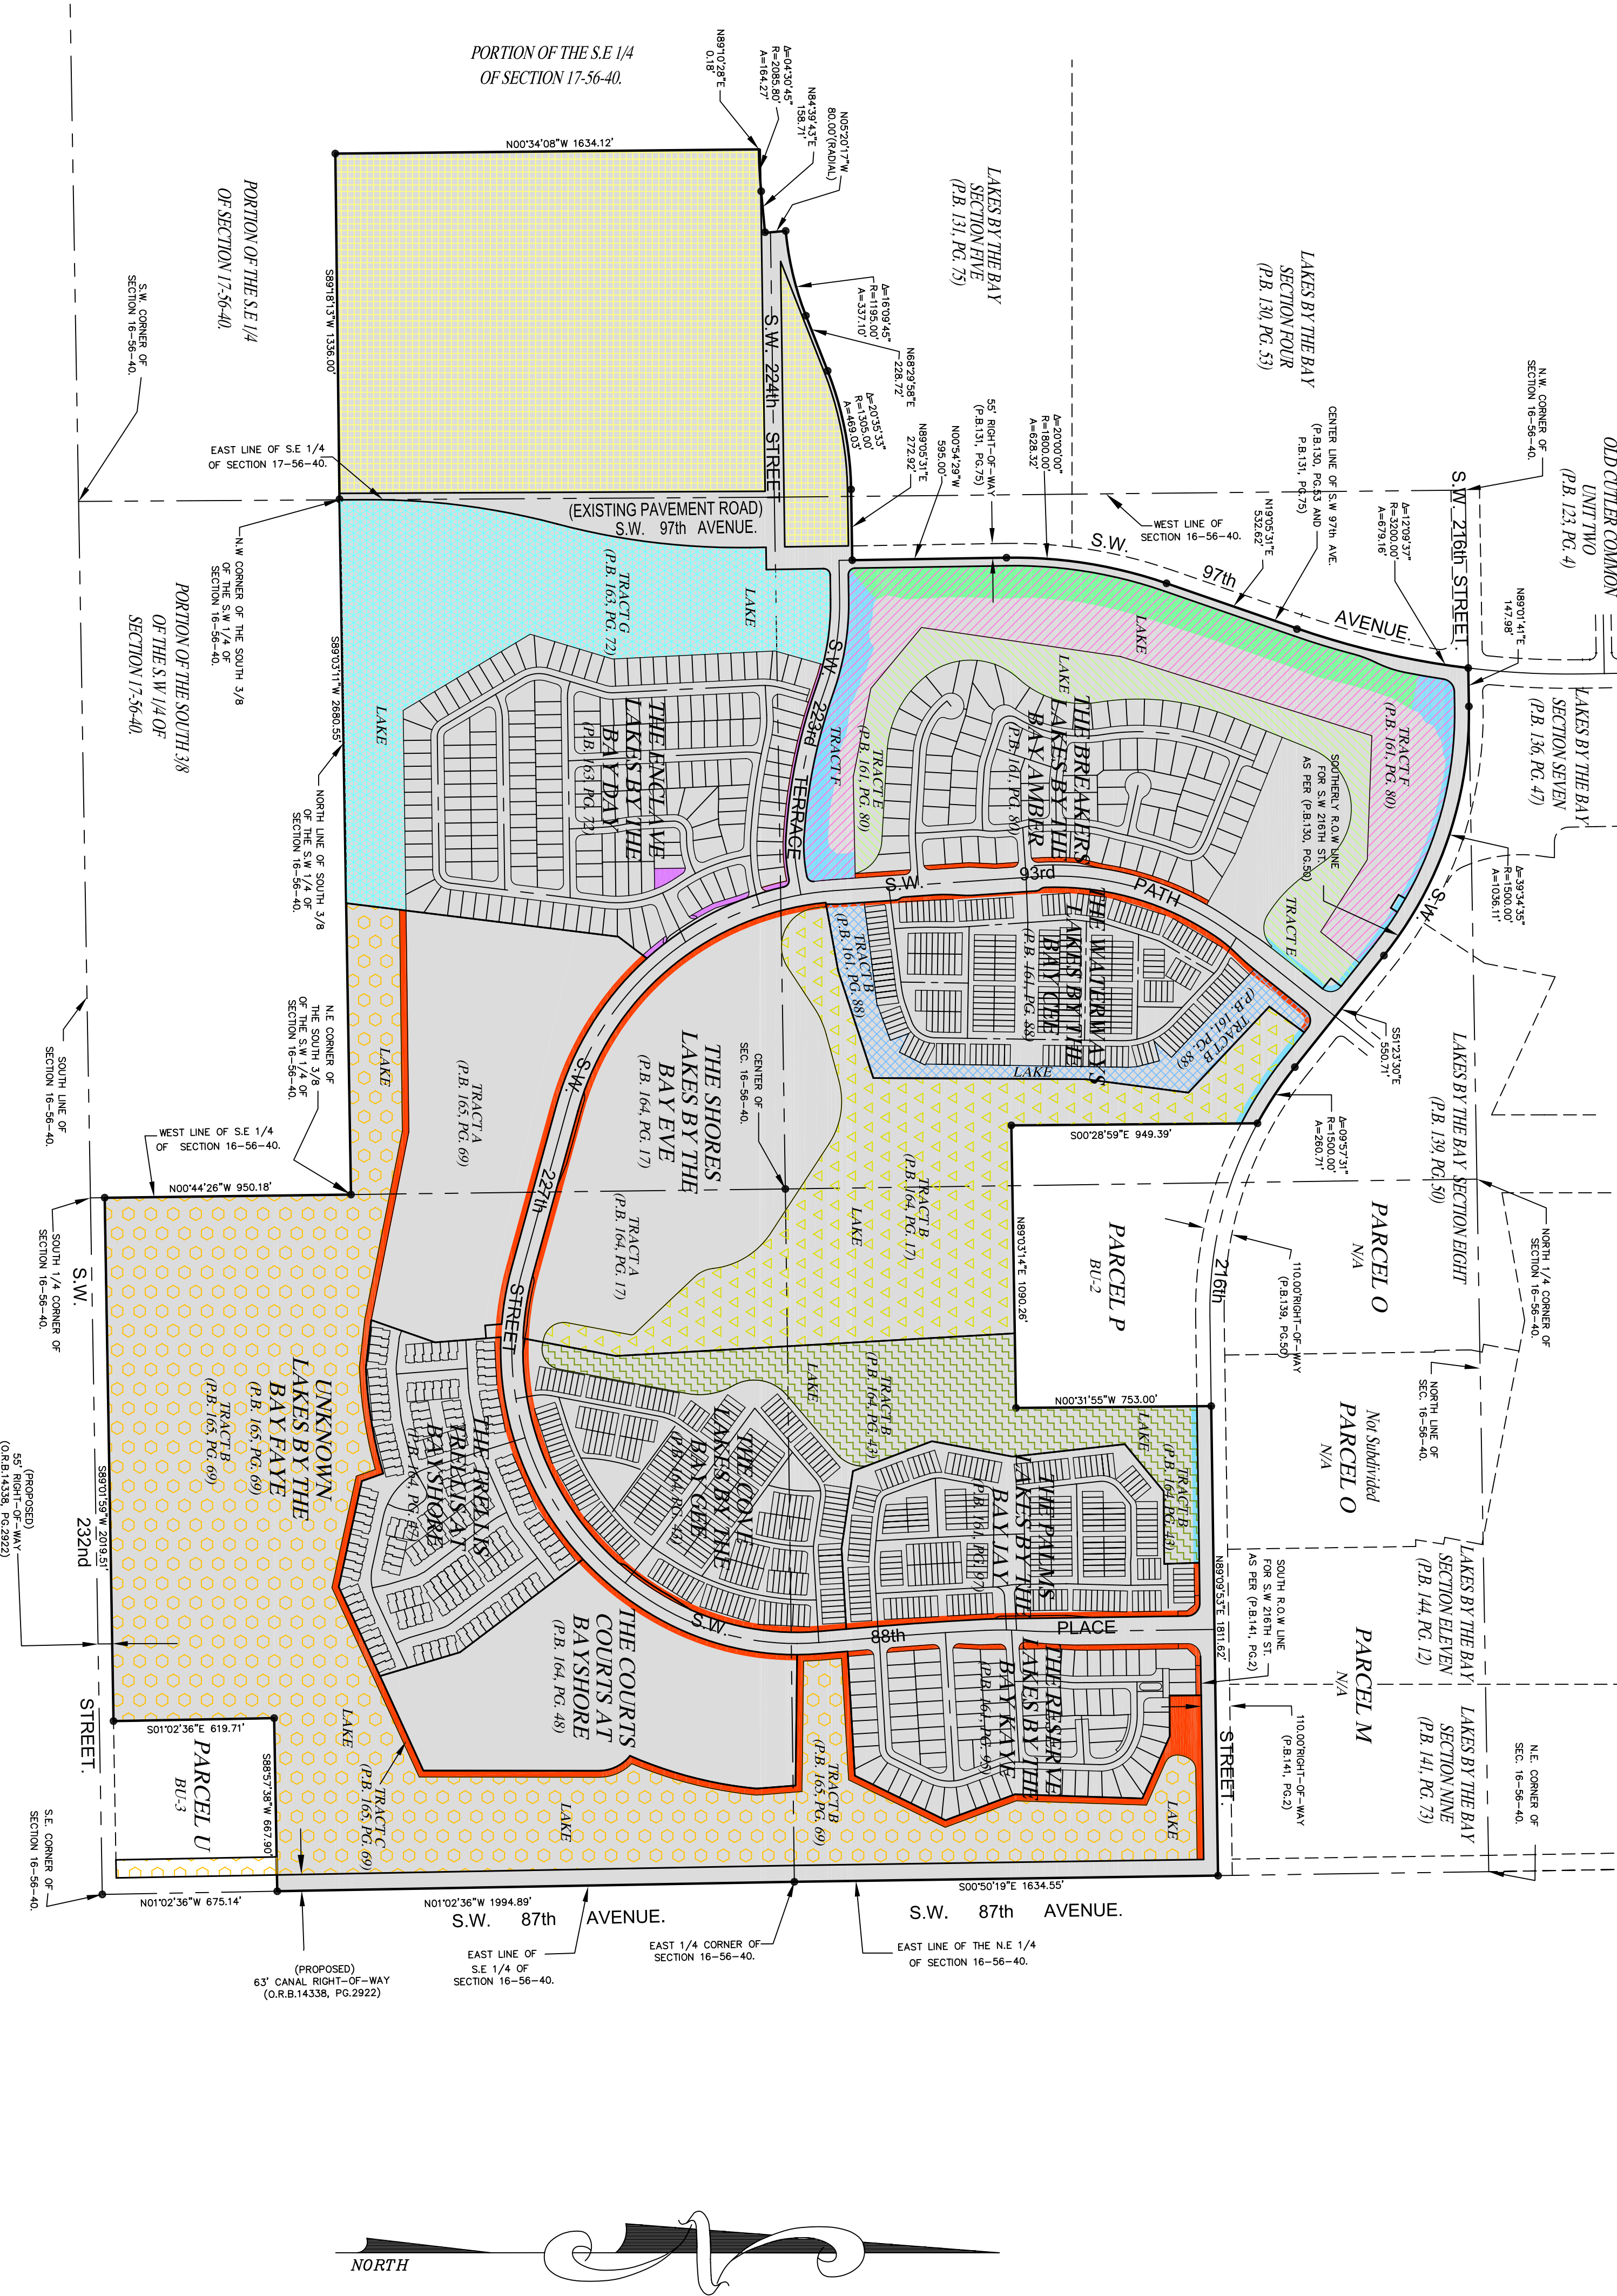 PORTION OF THE S.E 1/4
OF SECTION 17-56-40.
N89°10'28"E
0.18'
Δ=04°30'45"
R=2085.80'
A=164.27'
N84°39'43"E
158.71'
N05°20'17"W
80.00'(RADIAL)
N00°34'08"W 1634.12'
PORTION OF THE S.E 1/4
OF SECTION 17-56-40.
S89°18'13"W 1336.00'
S.W. CORNER OF
SECTION 16-56-40.
EAST LINE OF S.E 1/4
OF SECTION 17-56-40.
LAKES BY THE BAY
SECTION FIVE
(P.B. 131, PG. 75)
Δ=16°09'45"
R=1195.00'
A=337.10'
N68°29'58"E
228.72'
Δ=20°35'33"
R=1305.00'
A=469.03'
N89°05'31"E
272.92'
S.W. 224th STREET
(EXISTING PAVEMENT ROAD)
S.W. 97th AVENUE.
LAKES BY THE BAY
SECTION FOUR
(P.B. 130, PG. 53)
N00°54'29"W
595.00'
55' RIGHT-OF-WAY
(P.B.131, PG.75)
Δ=20°00'00"
R=1800.00'
A=628.32'
CENTER LINE OF S.W 97th AVE.
(P.B.130, PG.53 AND
P.B.131, PG.75)
N19°05'31"E
532.62'
WEST LINE OF
SECTION 16-56-40.
S.W. 97th AVENUE.
N.W. CORNER OF
SECTION 16-56-40.
S.W. 216th STREET.
Δ=12°09'37"
R=3200.00'
A=679.16'
N89°01'41"E
147.98'
OLD CUTLER COMMON
UNIT TWO
(P.B. 123, PG. 4)
LAKES BY THE BAY
SECTION SEVEN
(P.B. 136, PG. 47)
N.W CORNER OF THE SOUTH 3/8
OF THE S.W 1/4 OF
SECTION 16-56-40.
PORTION OF THE SOUTH 3/8
OF THE S.W 1/4 OF
SECTION 17-56-40.
S89°03'11"W 2680.55'
NORTH LINE OF SOUTH 3/8
OF THE S.W 1/4 OF
SECTION 16-56-40.
TRACT G
(P.B. 163, PG. 72)
LAKE
LAKE
THE ENCLAVE
LAKES BY THE
BAY DAY
(P.B. 163, PG. 72)
S.W. 223rd TERRACE
TRACT F
LAKE
TRACT E
(P.B. 161, PG. 80)
LAKE
THE BREAKERS
LAKES BY THE
BAY AMBER
(P.B. 161, PG. 80)
TRACT F
(P.B. 161, PG. 80)
SOUTHERLY R.O.W LINE
FOR S.W 216TH ST.
AS PER (P.B.130, PG.50)
TRACT E
Δ=39°34'35"
R=1500.00'
A=1036.11'
S.W.
S.W. 93rd PATH
THE WATERWAYS
LAKES BY THE
BAY CEE
(P.B. 161, PG. 88)
TRACT B
(P.B. 161, PG. 88)
TRACT B
(P.B. 161, PG. 88)
LAKE
S51°23'30"E
550.71'
Δ=09°57'31"
R=1500.00'
A=260.71'
LAKES BY THE BAY SECTION EIGHT
(P.B. 139, PG.50)
LAKE
TRACT A
(P.B. 165, PG. 69)
S.W. 227th STREET
THE SHORES
LAKES BY THE
BAY EVE
(P.B. 164, PG. 17)
CENTER OF
SEC. 16-56-40.
TRACT A
(P.B. 164, PG. 17)
TRACT B
(P.B. 164, PG. 17)
LAKE
S00°28'59"E 949.39'
N89°03'14"E 1090.26'
PARCEL P
BU-2
N00°31'55"W 753.00'
216th
110.00'RIGHT-OF-WAY
(P.B.139, PG.50)
PARCEL O
N/A
NORTH 1/4 CORNER OF
SECTION 16-56-40.
NORTH LINE OF
SEC. 16-56-40.
Not Subdivided
PARCEL O
N/A
N.E CORNER OF
THE SOUTH 3/8
OF THE S.W 1/4 OF
SECTION 16-56-40.
SOUTH LINE OF
SECTION 16-56-40.
WEST LINE OF S.E 1/4
OF SECTION 16-56-40.
N00°44'26"W 950.18'
SOUTH 1/4 CORNER OF
SECTION 16-56-40.
S.W. 232nd STREET.
S89°01'59"W 2019.51'
(PROPOSED)
55' RIGHT-OF-WAY
(O.R.B.14338, PG.2922)
UNKNOWN
LAKES BY THE
BAY FAYE
(P.B. 165, PG. 69)
TRACT B
(P.B. 165, PG. 69)
THE TRELLIS
TRELLIS AT
BAYSHORE
(P.B. 164, PG. 47)
THE COVE
LAKES BY THE
BAY GEE
(P.B. 164, PG. 43)
LAKE
TRACT B
(P.B. 164, PG. 43)
LAKE
TRACT B
(P.B. 164, PG. 43)
THE PALMS
LAKES BY THE
BAY JAY
(P.B. 161, PG. 97)
N89°09'53"E 1811.62'
SOUTH R.O.W LINE
FOR S.W 216TH ST.
AS PER (P.B.141, PG.2)
LAKES BY THE BAY
SECTION ELEVEN
(P.B. 144, PG. 12)
PARCEL M
N/A
LAKES BY THE BAY
SECTION NINE
(P.B. 141, PG. 73)
N.E. CORNER OF
SEC. 16-56-40.
110.00'RIGHT-OF-WAY
(P.B.141, PG.2)
STREET.
S.W. 88th PLACE
THE RESERVE
LAKES BY THE
BAY KAYE
LAKE
THE COURTS
COURTS AT
BAYSHORE
(P.B. 164, PG. 48)
TRACT B
(P.B. 165, PG. 69)
LAKE
LAKE
TRACT C
(P.B. 165, PG. 69)
S01°02'36"E 619.71'
S88°57'38"W 667.90'
PARCEL U
BU-3
S.E. CORNER OF
SECTION 16-56-40.
N01°02'36"W 675.14'
N01°02'36"W 1994.89'
S00°50'19"E 1634.55'
S.W. 87th AVENUE.
S.W. 87th AVENUE.
(PROPOSED)
63' CANAL RIGHT-OF-WAY
(O.R.B.14338, PG.2922)
EAST LINE OF
S.E 1/4 OF
SECTION 16-56-40.
EAST 1/4 CORNER OF
SECTION 16-56-40.
EAST LINE OF THE N.E 1/4
OF SECTION 16-56-40.
NORTH
N